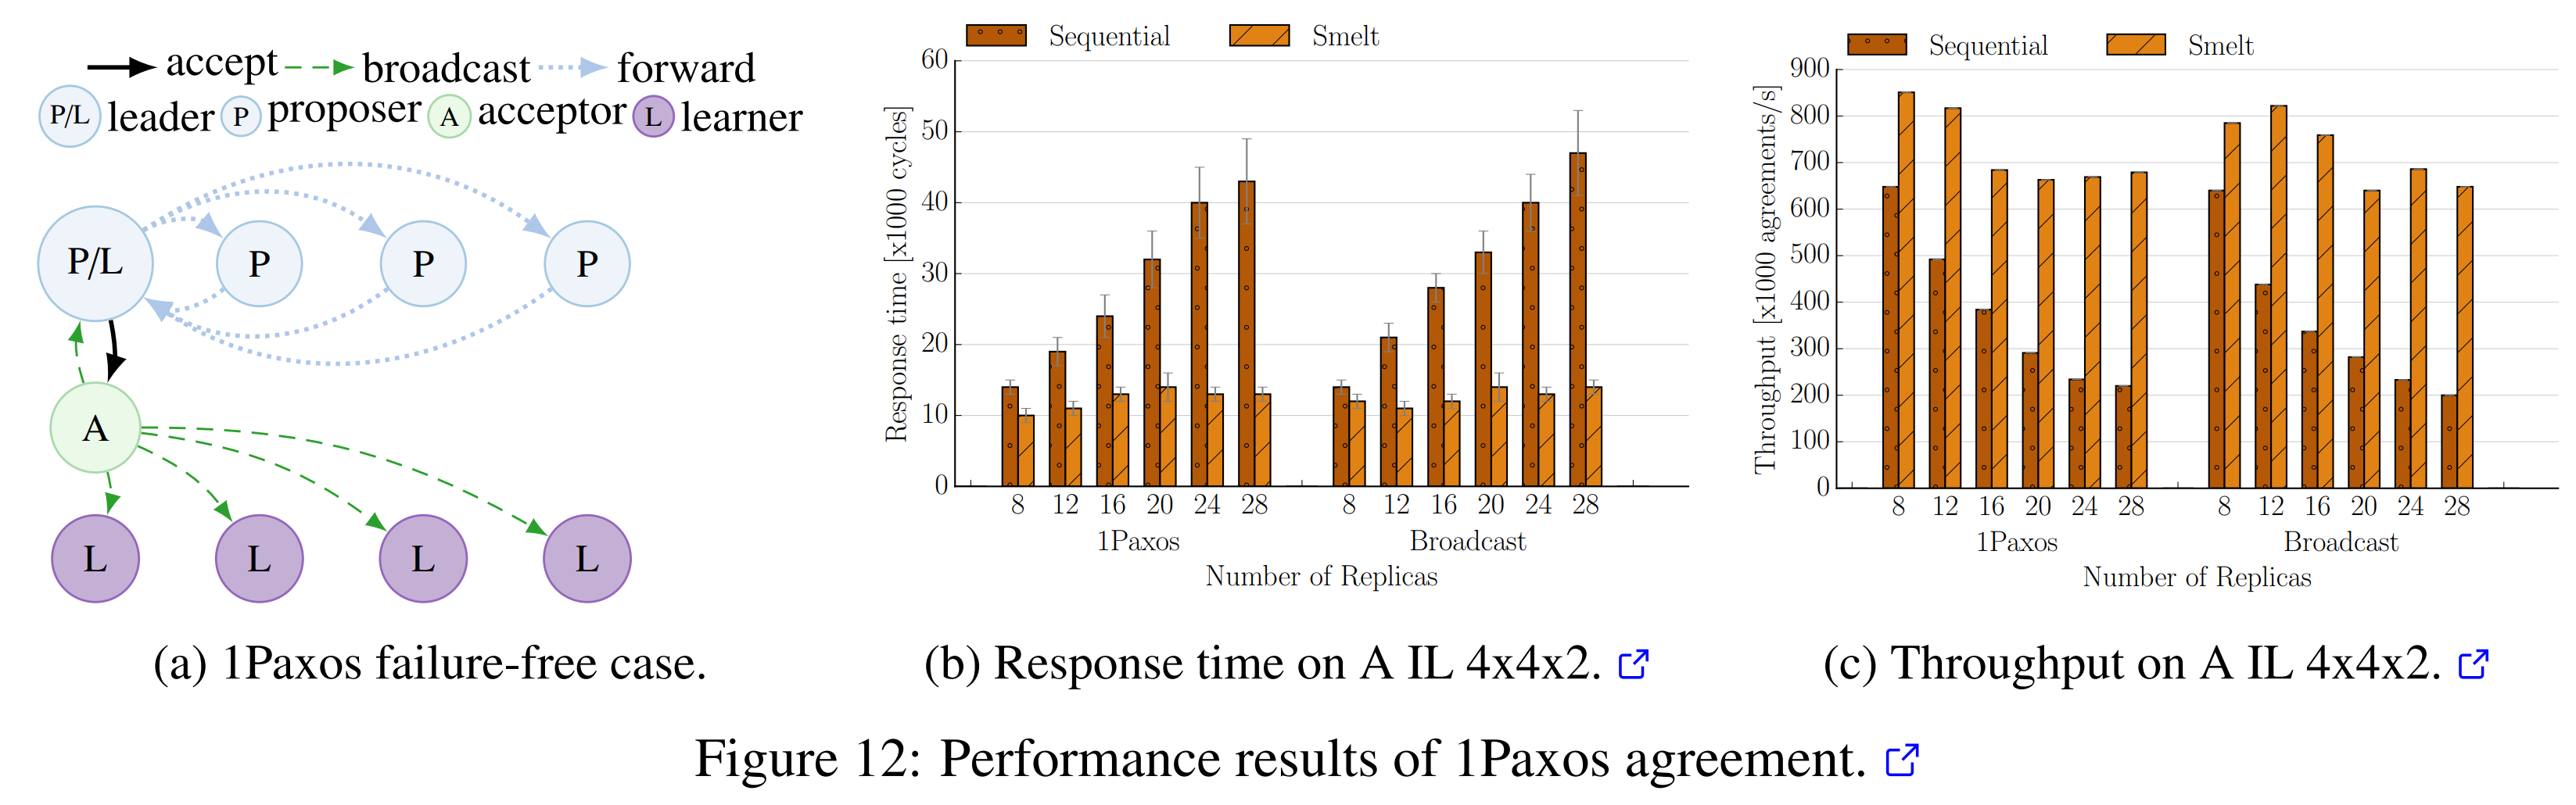 accept broadcast forward
P/L leader P proposer A acceptor L learner
P/L P P P
A
L L L L
(a) 1Paxos failure-free case.
Sequential Smelt
Response time [x1000 cycles]
60
50
40
30
20
10
0
8 12 16 20 24 28 8 12 16 20 24 28
1Paxos Broadcast
Number of Replicas
(b) Response time on A IL 4x4x2.
Sequential Smelt
Throughput [x1000 agreements/s]
900
800
700
600
500
400
300
200
100
0
8 12 16 20 24 28 8 12 16 20 24 28
1Paxos Broadcast
Number of Replicas
(c) Throughput on A IL 4x4x2.
Figure 12: Performance results of 1Paxos agreement.